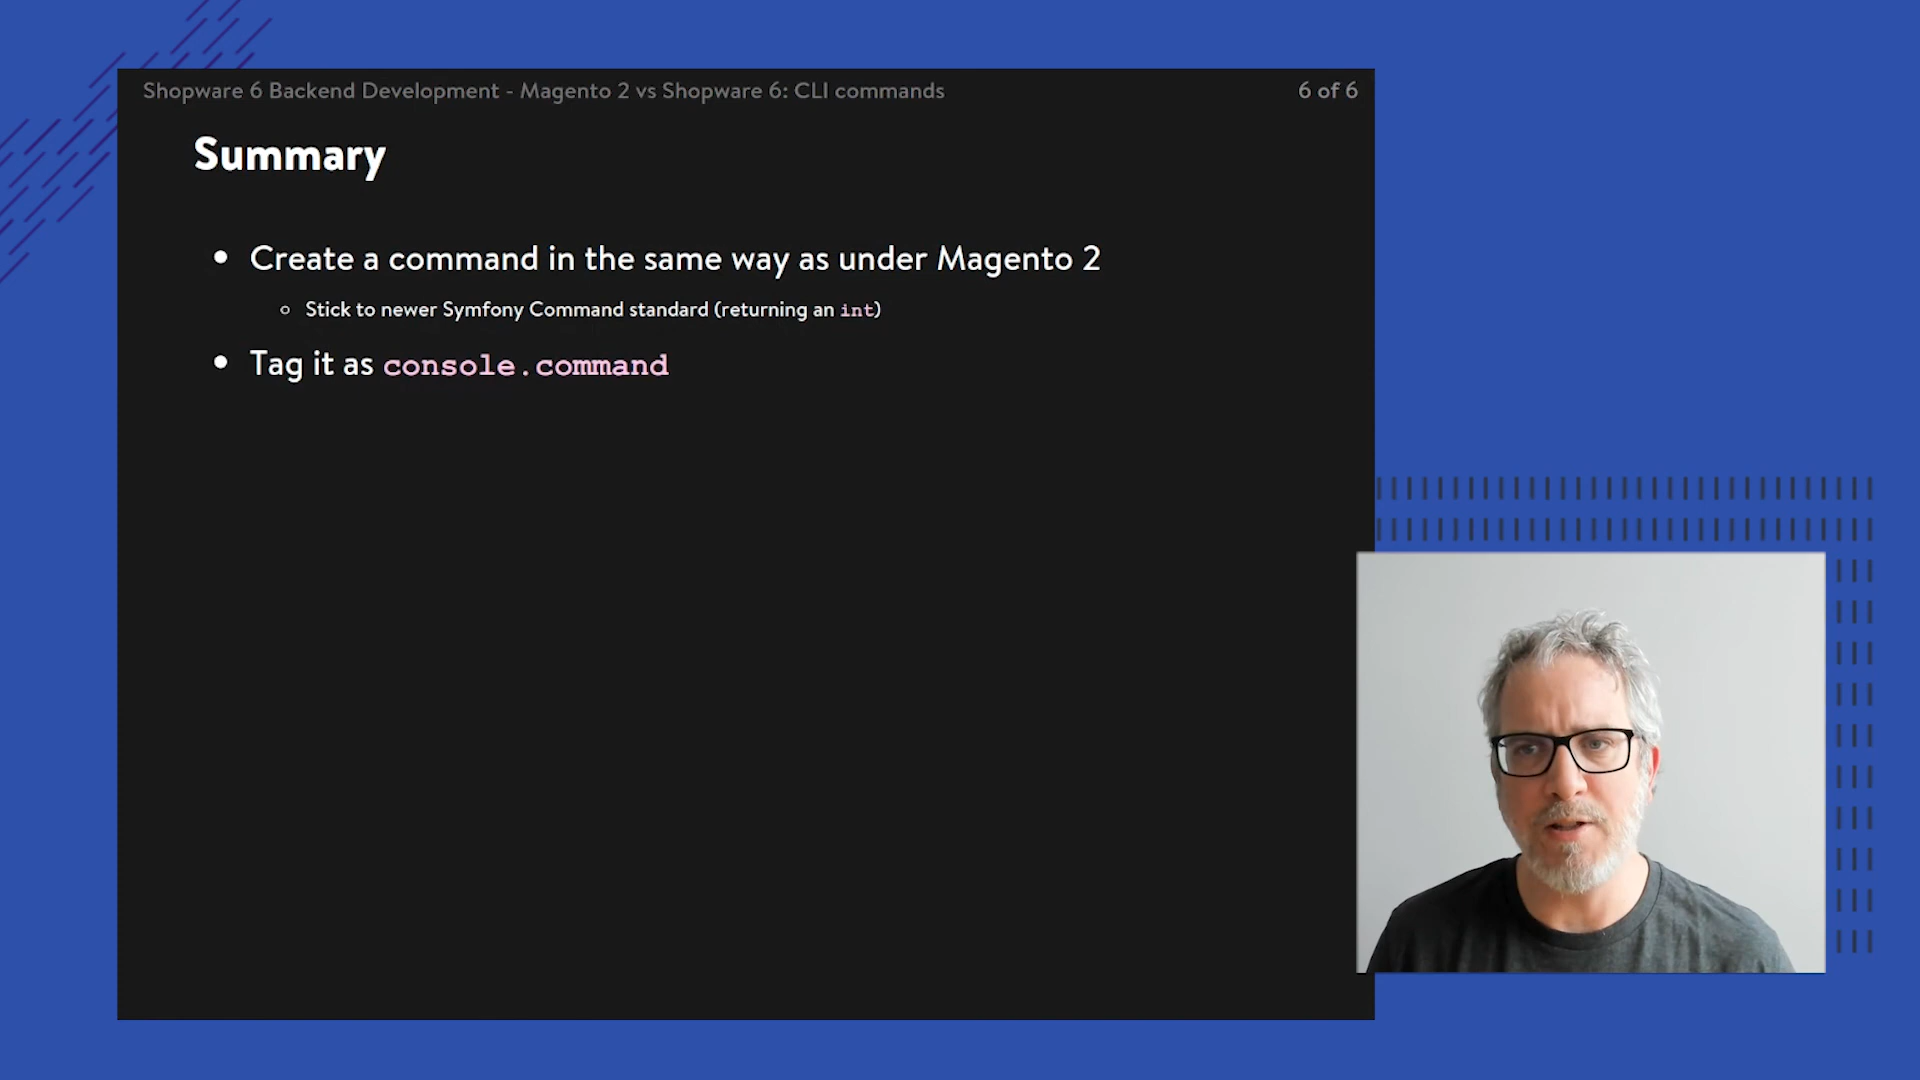 Shopware 6 Backend Development - Magento 2 vs Shopware 6: CLI commands
6 of 6
Summary
Create a command in the same way as under Magento 2
Stick to newer Symfony Command standard (returning an int)
Tag it as console.command